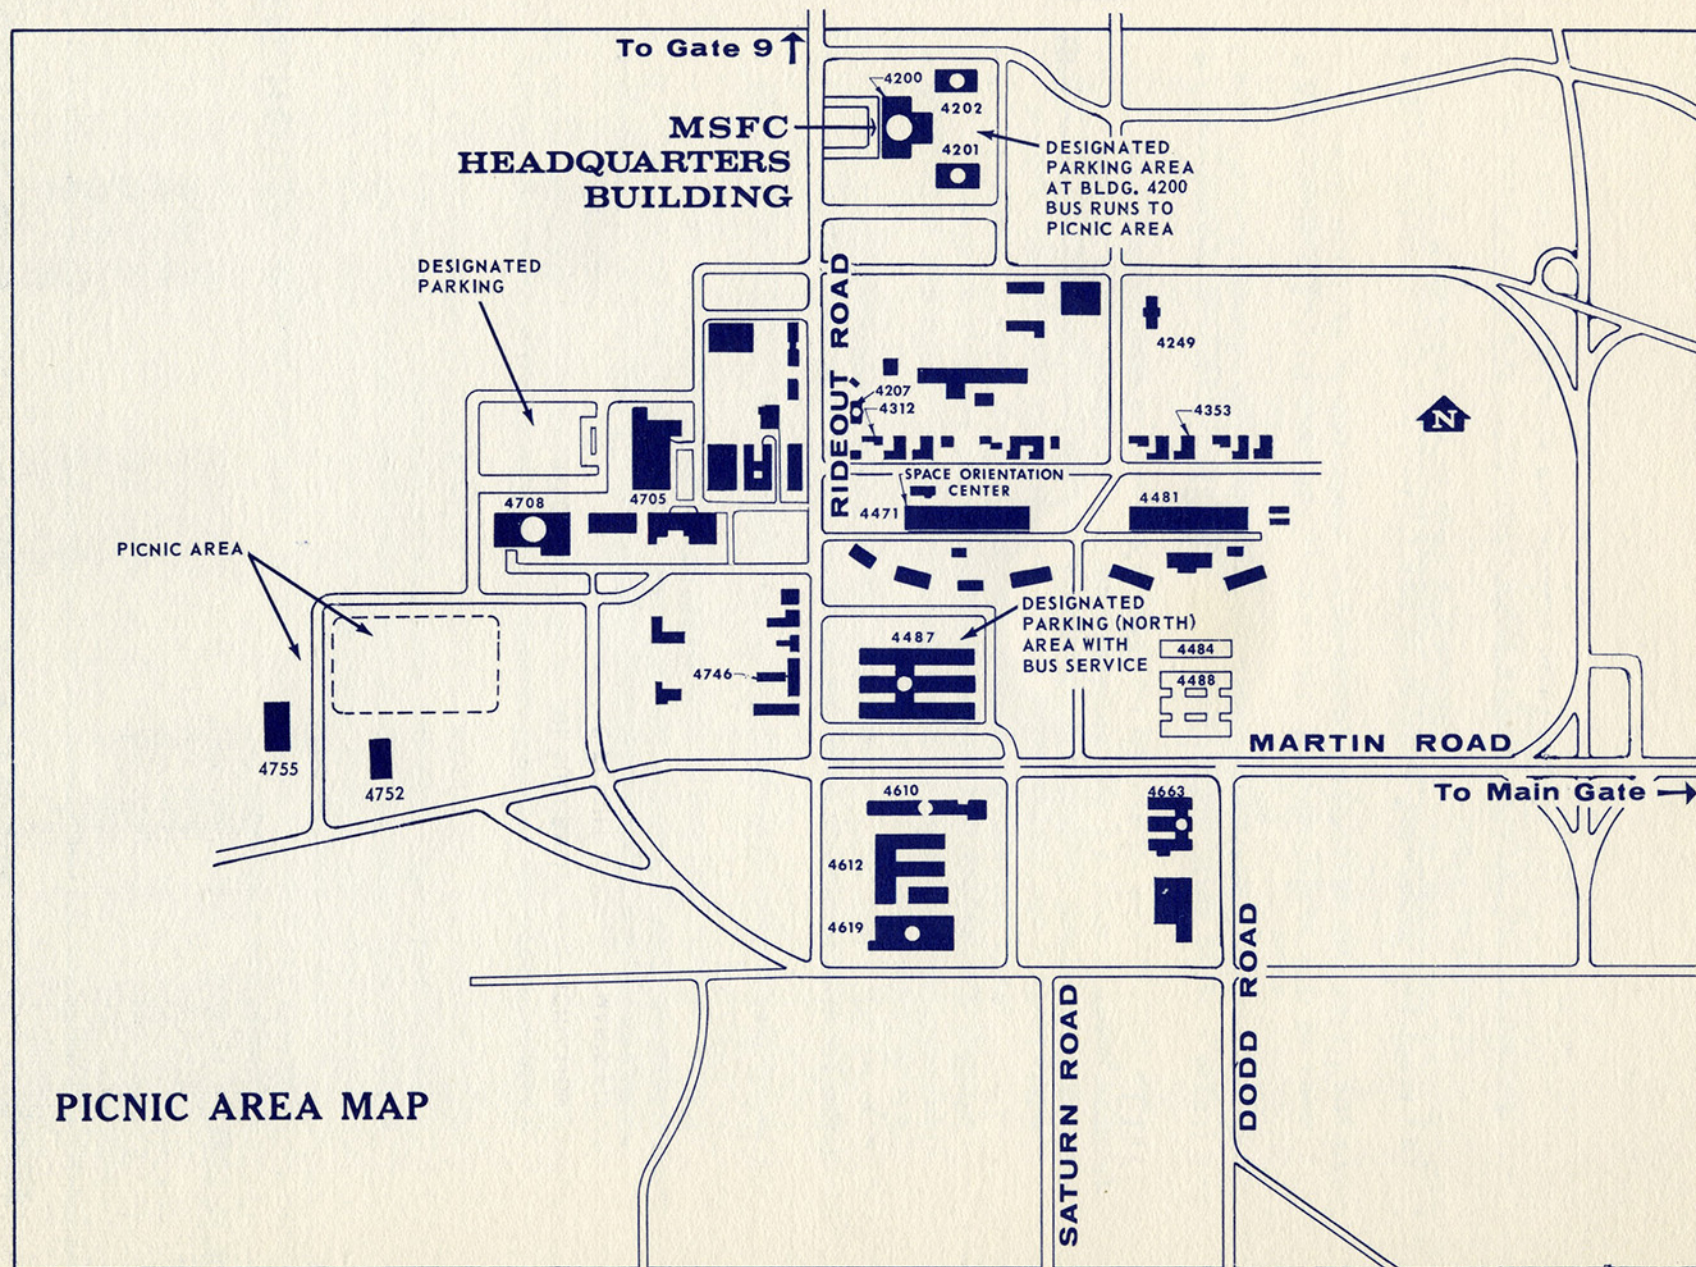 To Gate 9
4200
4202
MSFC
HEADQUARTERS
BUILDING
4201
DESIGNATED
PARKING AREA
AT BLDG. 4200
BUS RUNS TO
PICNIC AREA
DESIGNATED
PARKING
RIDEOUT ROAD
4249
4207
4312
4353
N
SPACE ORIENTATION
CENTER
4471
4481
4708
4705
PICNIC AREA
DESIGNATED
PARKING (NORTH)
AREA WITH
BUS SERVICE
4487
4484
4488
4746
4755
4752
MARTIN ROAD
To Main Gate
4610
4663
4612
4619
DODD ROAD
SATURN ROAD
PICNIC AREA MAP